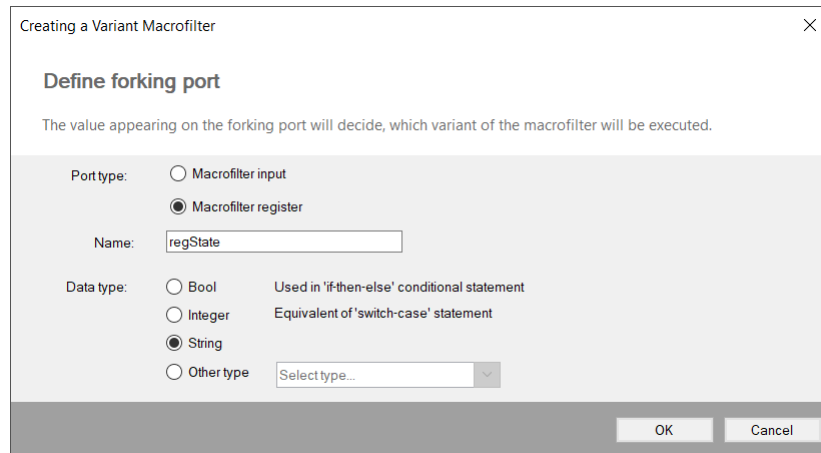 Creating a Variant Macrofilter
Define forking port
The value appearing on the forking port will decide, which variant of the macrofilter will be executed.
Port type: Macrofilter input
Macrofilter register
Name: regState
Data type: Bool Used in 'if-then-else' conditional statement
Integer Equivalent of 'switch-case' statement
String
Other type Select type...
OK Cancel